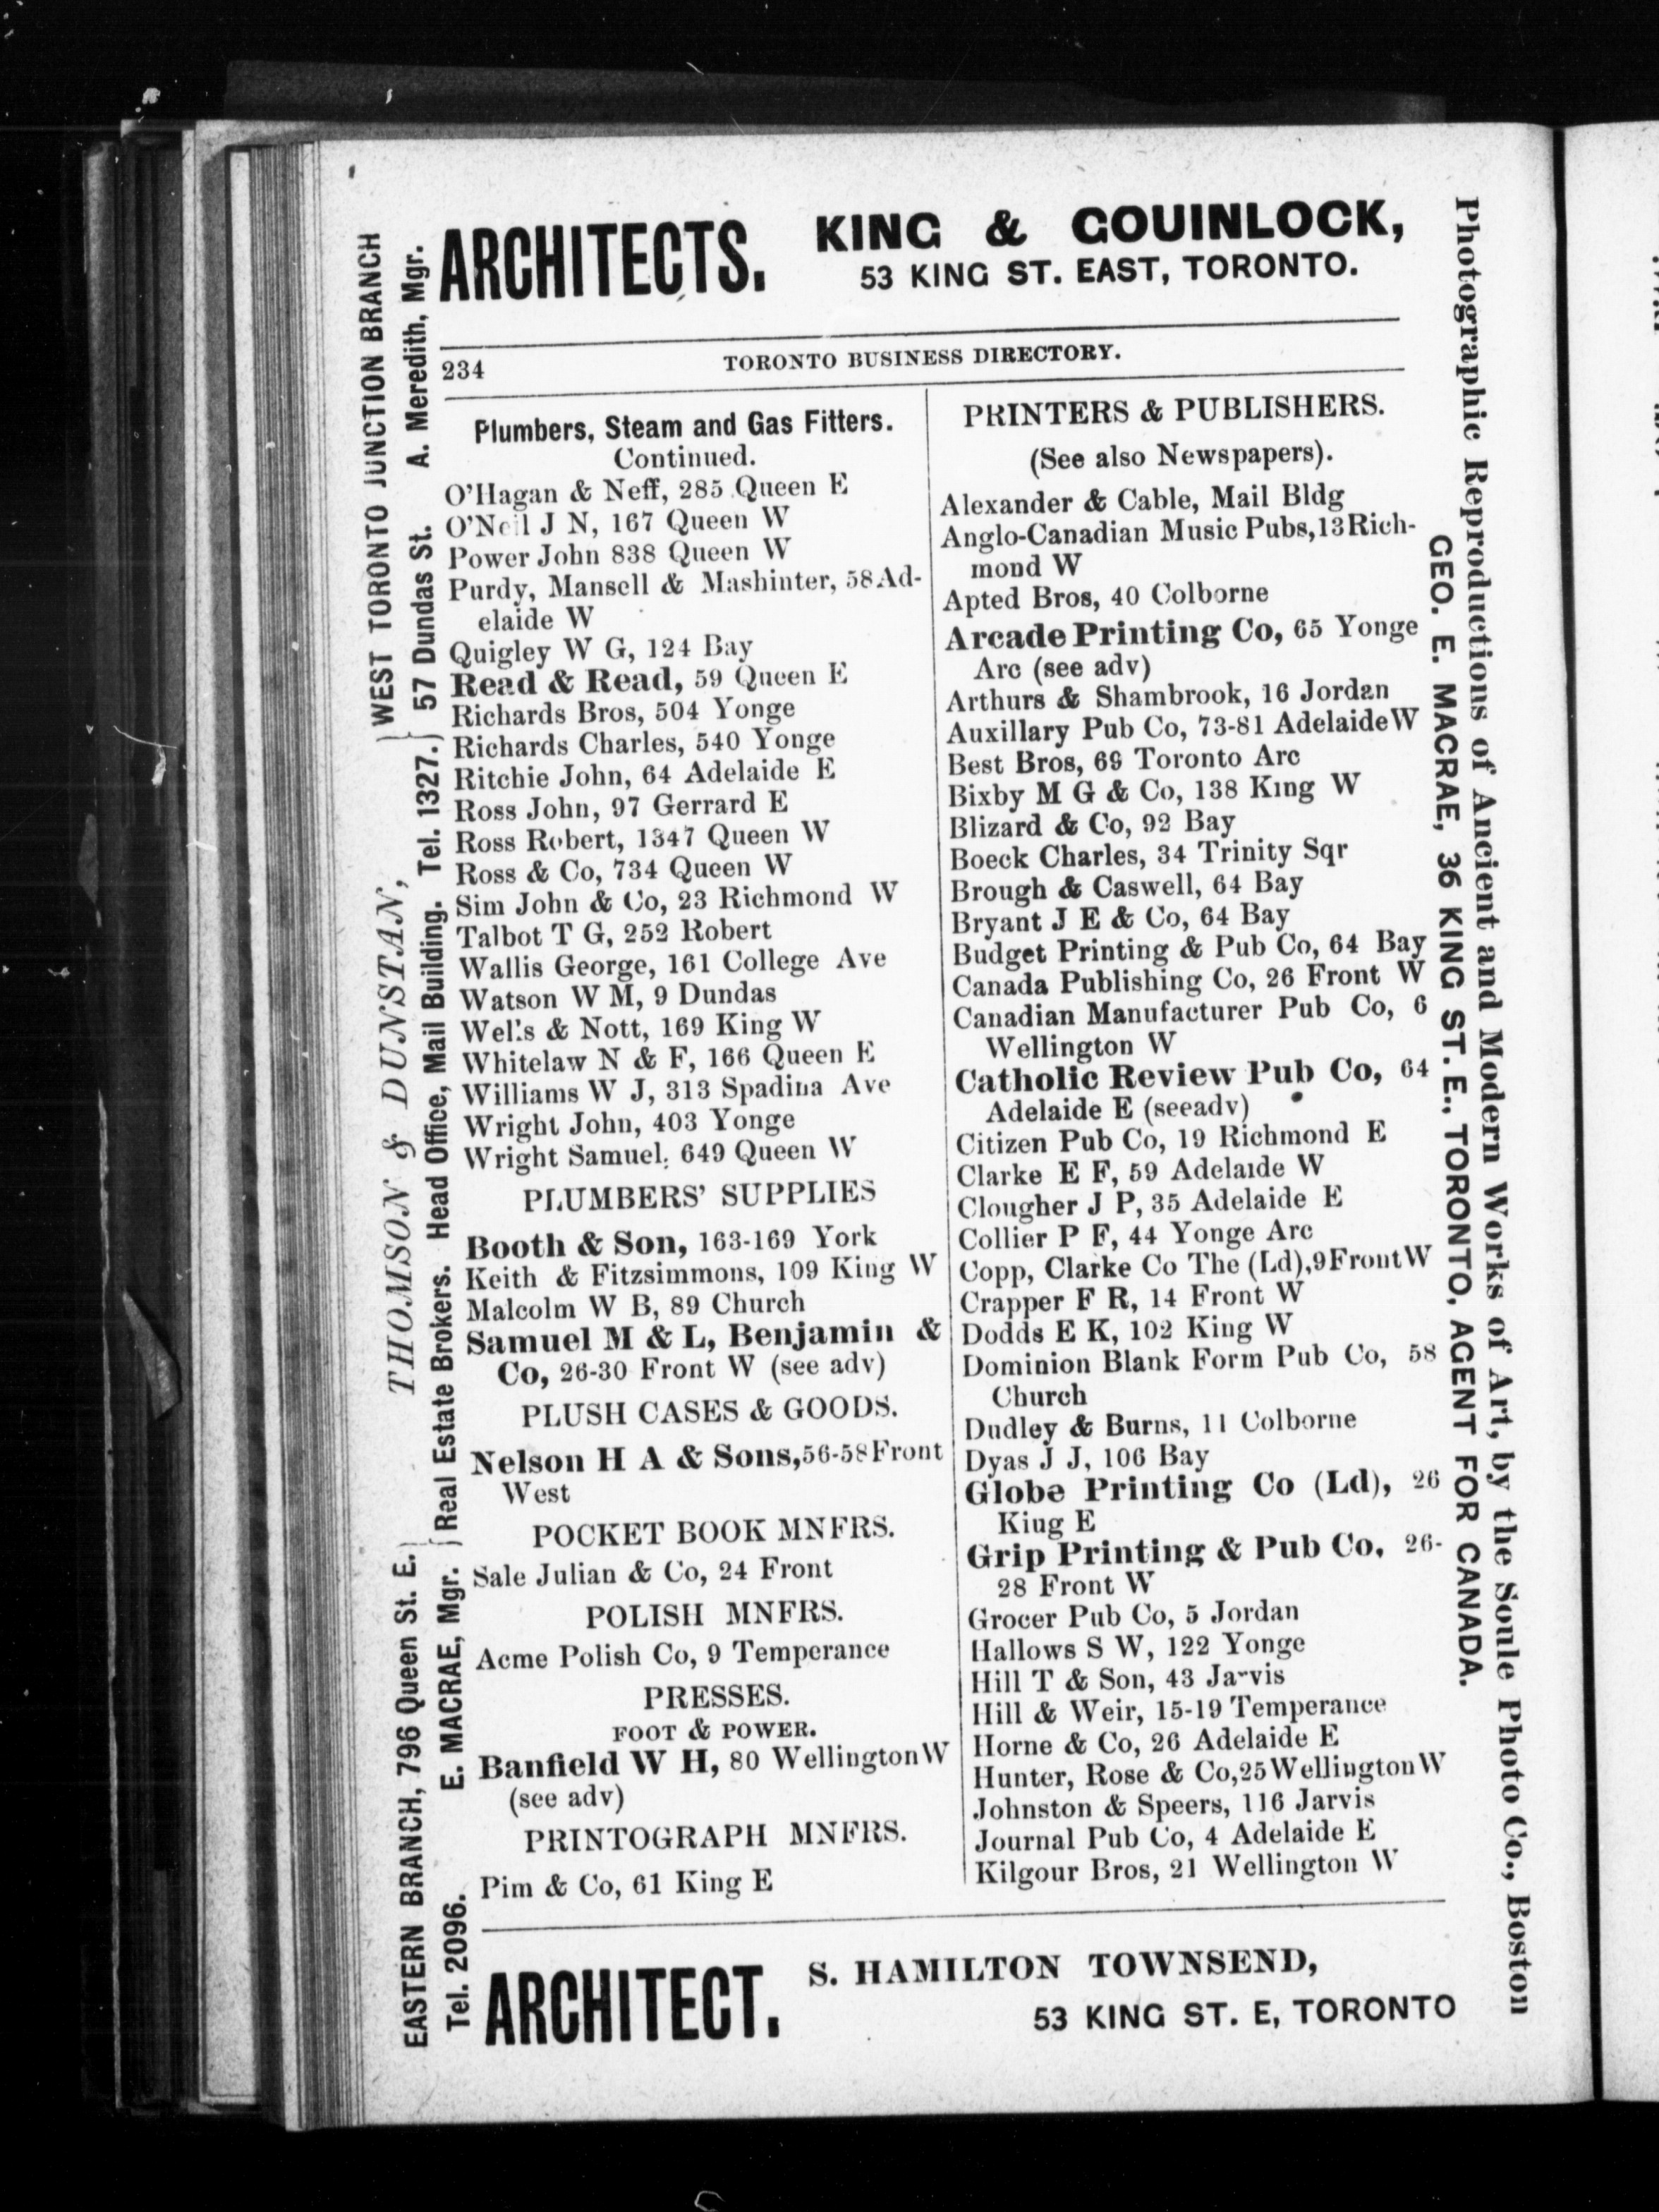 ARCHITECTS. KING & GOUINLOCK,
53 KING ST. EAST, TORONTO.
234 TORONTO BUSINESS DIRECTORY.
Plumbers, Steam and Gas Fitters.
Continued.
O'Hagan & Neff, 285 Queen E
O'Neil J N, 167 Queen W
Power John 838 Queen W
Purdy, Mansell & Mashinter, 58 Ad-
elaide W
Quigley W G, 124 Bay
Read & Read, 59 Queen E
Richards Bros, 504 Yonge
Richards Charles, 540 Yonge
Ritchie John, 64 Adelaide E
Ross John, 97 Gerrard E
Ross Robert, 1347 Queen W
Ross & Co, 734 Queen W
Sim John & Co, 23 Richmond W
Talbot T G, 252 Robert
Wallis George, 161 College Ave
Watson W M, 9 Dundas
Wells & Nott, 169 King W
Whitelaw N & F, 166 Queen E
Williams W J, 313 Spadina Ave
Wright John, 403 Yonge
Wright Samuel, 649 Queen W
PLUMBERS' SUPPLIES
Booth & Son, 163-169 York
Keith & Fitzsimmons, 109 King W
Malcolm W B, 89 Church
Samuel M & L, Benjamin &
Co, 26-30 Front W (see adv)
PLUSH CASES & GOODS.
Nelson H A & Sons, 56-58 Front
West
POCKET BOOK MNFRS.
Sale Julian & Co, 24 Front
POLISH MNFRS.
Acme Polish Co, 9 Temperance
PRESSES.
FOOT & POWER.
Banfield W H, 80 Wellington W
(see adv)
PRINTOGRAPH MNFRS.
Pim & Co, 61 King E
PRINTERS & PUBLISHERS.
(See also Newspapers).
Alexander & Cable, Mail Bldg
Anglo-Canadian Music Pubs, 13 Rich-
mond W
Apted Bros, 40 Colborne
Arcade Printing Co, 65 Yonge
Arc (see adv)
Arthurs & Shambrook, 16 Jordan
Auxillary Pub Co, 73-81 Adelaide W
Best Bros, 69 Toronto Arc
Bixby M G & Co, 138 King W
Blizard & Co, 92 Bay
Boeck Charles, 34 Trinity Sqr
Brough & Caswell, 64 Bay
Bryant J E & Co, 64 Bay
Budget Printing & Pub Co, 64 Bay
Canada Publishing Co, 26 Front W
Canadian Manufacturer Pub Co, 6
Wellington W
Catholic Review Pub Co, 64
Adelaide E (seeadv)
Citizen Pub Co, 19 Richmond E
Clarke E F, 59 Adelaide W
Clougher J P, 35 Adelaide E
Collier P F, 44 Yonge Arc
Copp, Clarke Co The (Ld), 9 Front W
Crapper F R, 14 Front W
Dodds E K, 102 King W
Dominion Blank Form Pub Co, 58
Church
Dudley & Burns, 11 Colborne
Dyas J J, 106 Bay
Globe Printing Co (Ld), 26
King E
Grip Printing & Pub Co, 26-
28 Front W
Grocer Pub Co, 5 Jordan
Hallows S W, 122 Yonge
Hill T & Son, 43 Jarvis
Hill & Weir, 15-19 Temperance
Horne & Co, 26 Adelaide E
Hunter, Rose & Co, 25 Wellington W
Johnston & Speers, 116 Jarvis
Journal Pub Co, 4 Adelaide E
Kilgour Bros, 21 Wellington W
ARCHITECT. S. HAMILTON TOWNSEND,
53 KING ST. E, TORONTO
THOMSON & DUNSTAN,
Real Estate Brokers. Head Office, Mail Building. Tel. 1327.
WEST TORONTO JUNCTION BRANCH
57 Dundas St. A. Meredith, Mgr.
EASTERN BRANCH, 796 Queen St. E.
Tel. 2096. E. MACRAE, Mgr.
Photographic Reproductions of Ancient and Modern Works of Art, by the Soule Photo Co., Boston
GEO. E. MACRAE, 36 KING ST. E., TORONTO, AGENT FOR CANADA.